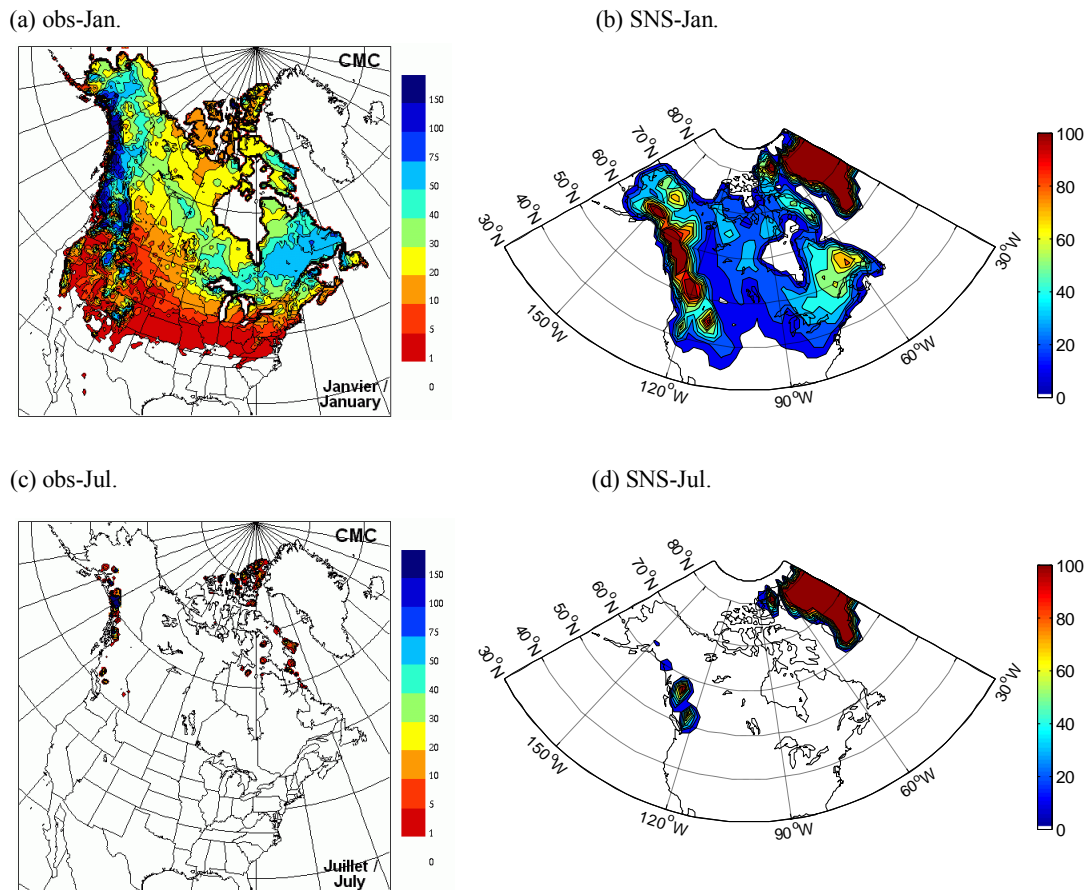 (a) obs-Jan.
(b) SNS-Jan.
CMC
150
100
75
50
40
30
20
10
5
1
0
Janvier /
January
80°N
70°N
60°N
50°N
40°N
30°N
150°W
120°W
90°W
60°W
30°W
100
80
60
40
20
0
(c) obs-Jul.
(d) SNS-Jul.
CMC
150
100
75
50
40
30
20
10
5
1
0
Juillet /
July
80°N
70°N
60°N
50°N
40°N
30°N
150°W
120°W
90°W
60°W
30°W
100
80
60
40
20
0